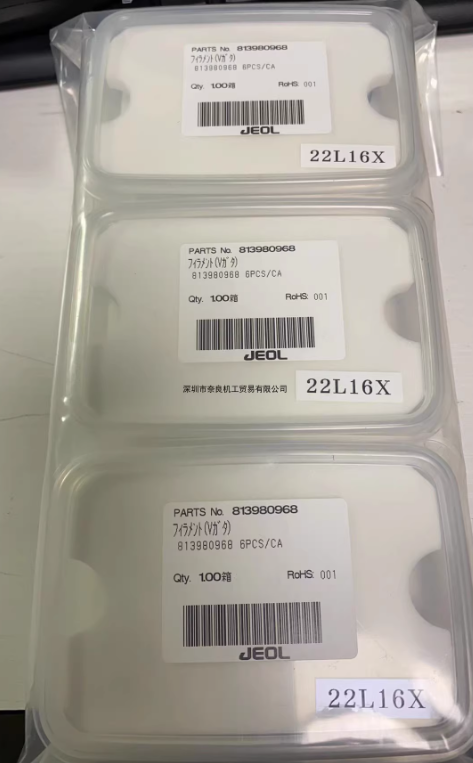 PARTS No. 813980968
フィラメント(Vガタ)
813980968 6PCS/CA
Qty. 1.00箱 RoHS: 001
JEOL
22L16X
PARTS No. 813980968
フィラメント(Vガタ)
813980968 6PCS/CA
Qty. 1.00箱 RoHS: 001
JEOL
深圳市奈良机工贸易有限公司
22L16X
PARTS No. 813980968
フィラメント(Vガタ)
813980968 6PCS/CA
Qty. 1.00箱 RoHS: 001
JEOL
22L16X